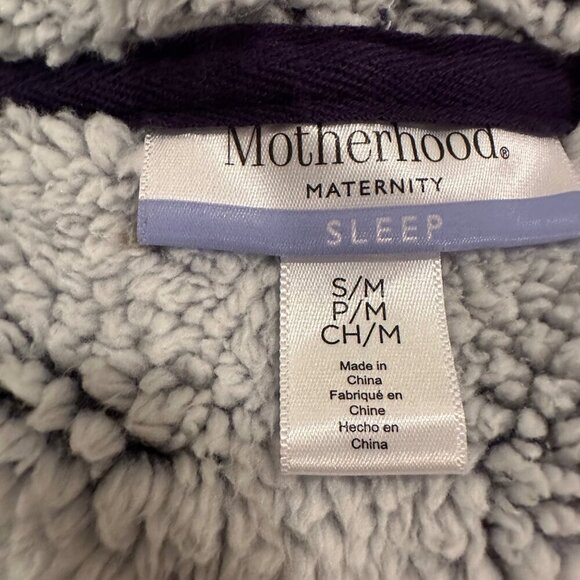 Motherhood®
MATERNITY
SLEEP
S/M
P/M
CH/M
Made in
China
Fabriqué en
Chine
Hecho en
China